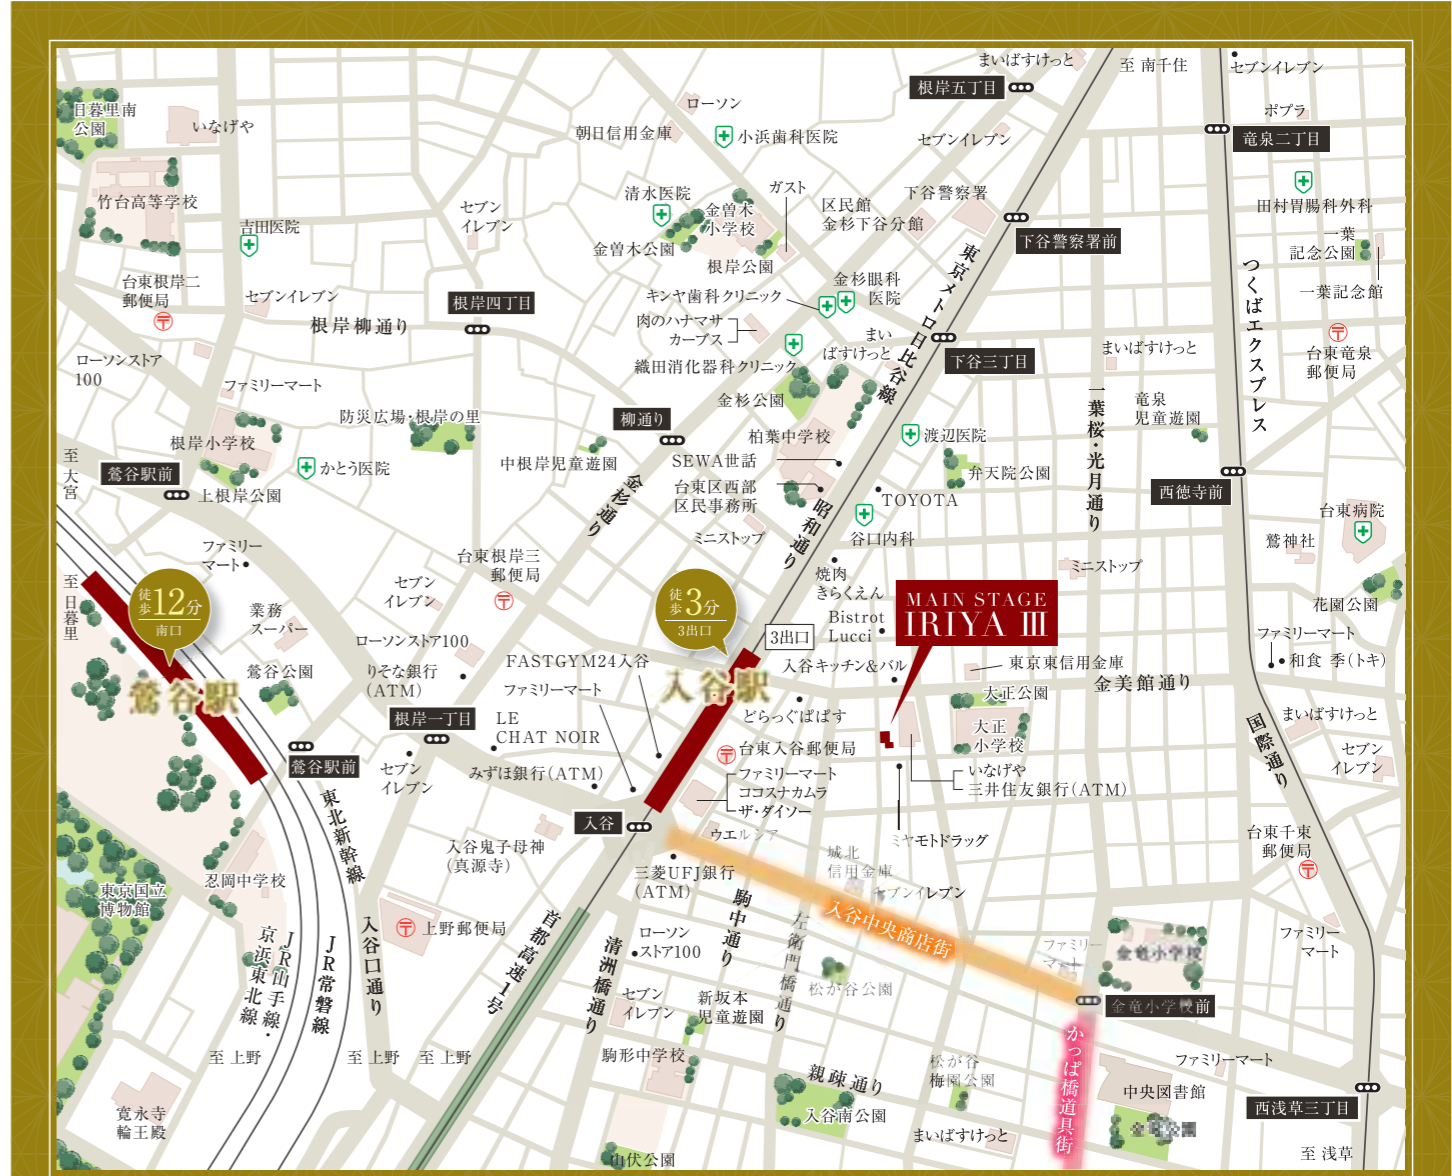 まいばすけっと
至 南千住
セブンイレブン
根岸五丁目
ローソン
ポプラ
日暮里南
公園
いなげや
朝日信用金庫
小浜歯科医院
セブンイレブン
竜泉二丁目
竹台高等学校
清水医院
金曽木
小学校
ガスト
区民館
金杉下谷分館
下谷警察署
田村胃腸科外科
吉田医院
セブン
イレブン
金曽木公園
根岸公園
下谷警察署前
一葉
記念公園
一葉記念館
東京メトロ日比谷線
つくばエクスプレス
台東根岸二
郵便局
セブンイレブン
根岸四丁目
キンヤ歯科クリニック
金杉眼科
医院
根岸柳通り
肉のハナマサ
カーブス
まい
ばすけっと
下谷三丁目
まいばすけっと
台東竜泉
郵便局
ローソンストア
100
ファミリーマート
織田消化器科クリニック
金杉公園
一葉桜・光月通り
竜泉
児童遊園
防災広場・根岸の里
柳通り
柏葉中学校
渡辺医院
根岸小学校
至大宮
鶯谷駅前
上根岸公園
かとう医院
中根岸児童遊園
金杉通り
SEWA世話
台東区西部
区民事務所
弁天院公園
TOYOTA
西徳寺前
昭和通り
台東病院
鷲神社
ファミリー
マート
台東根岸三
郵便局
ミニストップ
谷口内科
ミニストップ
至日暮里
徒歩12分
南口
業務
スーパー
セブン
イレブン
徒歩3分
3出口
焼肉
きらくえん
Bistrot
Lucci
MAIN STAGE
IRIYA III
花園公園
ファミリーマート
和食 季(トキ)
3出口
ローソンストア100
りそな銀行
(ATM)
FASTGYM24入谷
ファミリーマート
入谷キッチン&バル
東京東信用金庫
鶯谷公園
鶯谷駅
入谷駅
大正公園
金美館通り
根岸一丁目
LE
CHAT NOIR
どらっぐぱぱす
大正
小学校
国際通り
まいばすけっと
セブン
イレブン
鶯谷駅前
セブン
イレブン
みずほ銀行(ATM)
台東入谷郵便局
ファミリーマート
ココスナカムラ
ザ・ダイソー
いなげや
三井住友銀行(ATM)
東北新幹線
入谷
ウエルシア
ミヤモトドラッグ
入谷鬼子母神
(真源寺)
三菱UFJ銀行
(ATM)
城北
信用金庫
セブンイレブン
台東千束
郵便局
忍岡中学校
東京国立
博物館
入谷口通り
上野郵便局
首都高速1号
清洲橋通り
駒中通り
左衛門橋通り
入谷中央商店街
JR山手線・
京浜東北線
JR常磐線
ローソン
ストア100
松が谷公園
ファミリー
マート
金竜小学校
ファミリー
マート
セブン
イレブン
新坂本
児童遊園
金竜小学校前
至 上野
至 上野
至 上野
駒形中学校
親疎通り
松が谷
梅園公園
かっぱ橋道具街
ファミリーマート
中央図書館
西浅草三丁目
寛永寺
輪王殿
入谷南公園
まいばすけっと
山伏公園
至 浅草